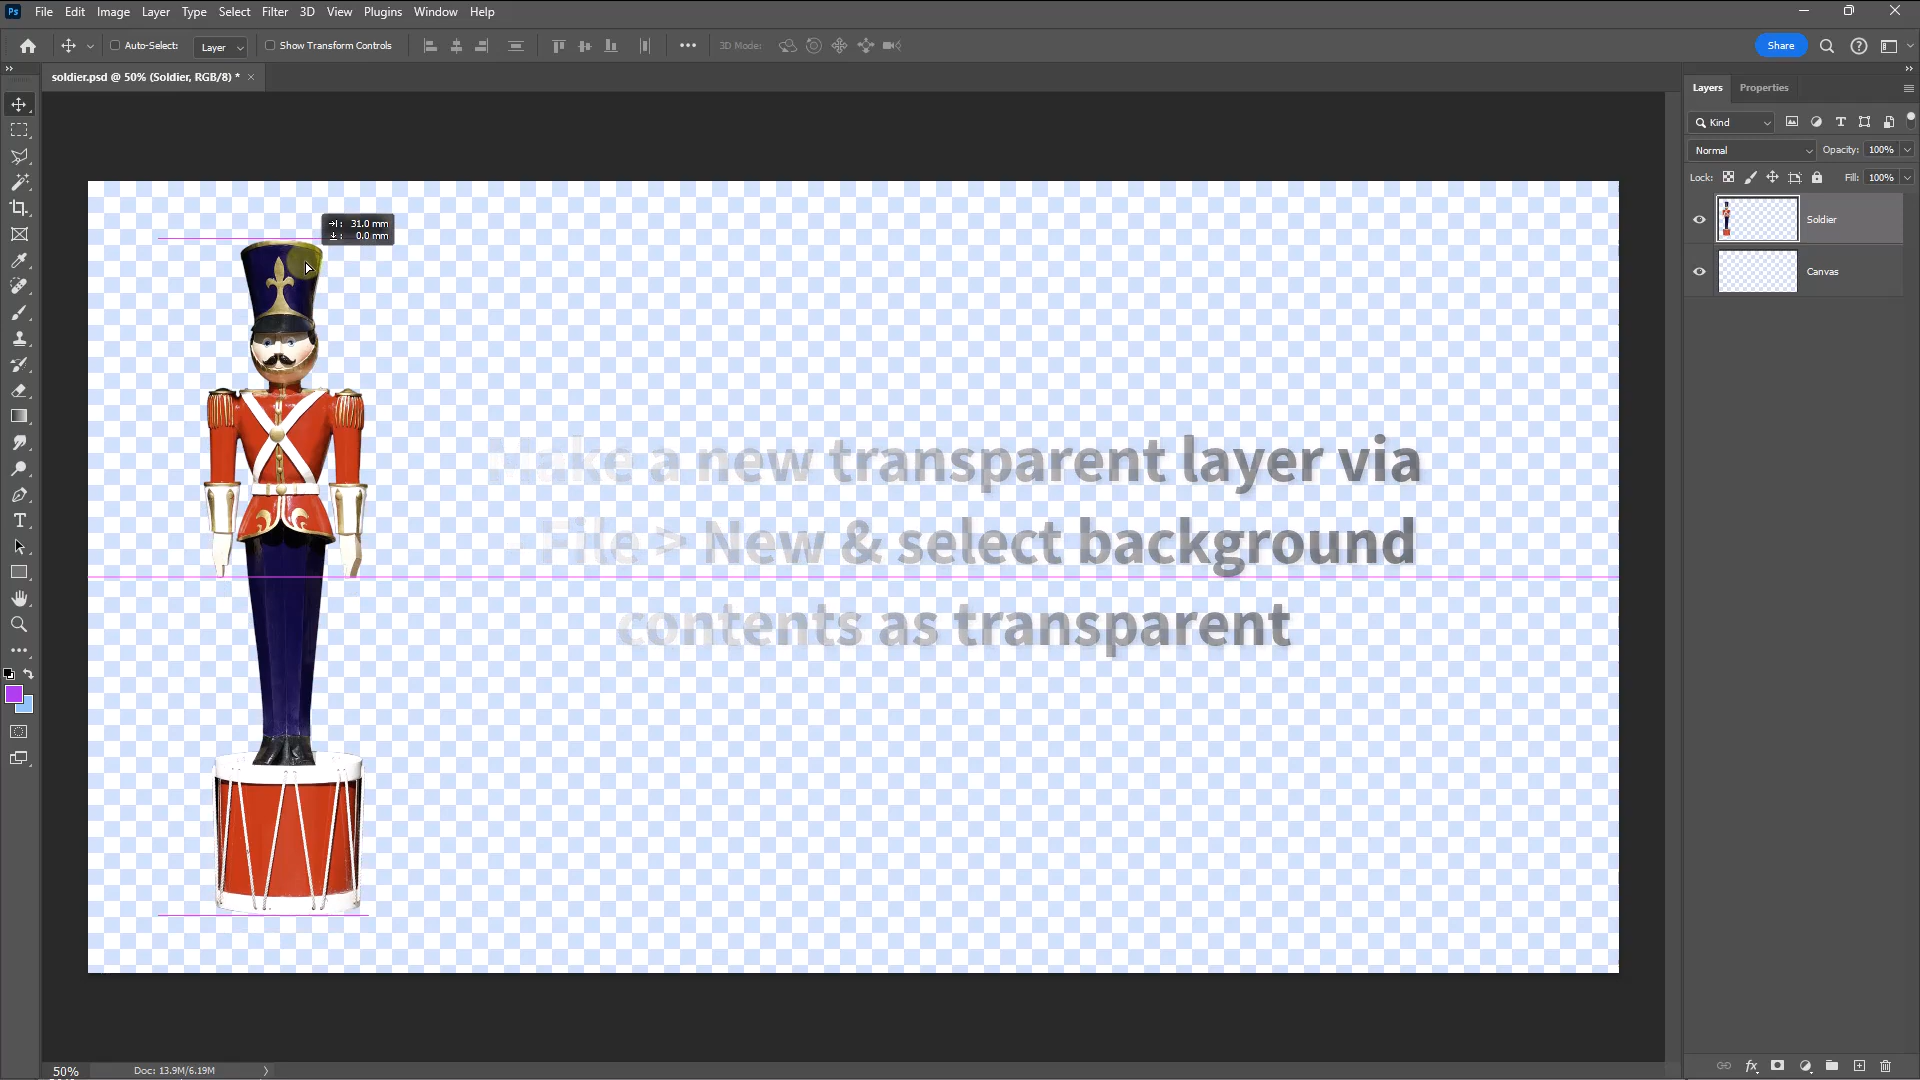 Ps File Edit Image Layer Type Select Filter 3D View Plugins Window Help
Auto-Select: Layer Show Transform Controls 3D Mode: Share
soldier.psd @ 50% (Soldier, RGB/8) *
Layers Properties
Kind
Normal Opacity: 100%
Lock: Fill: 100%
Soldier
Canvas
31.0 mm
0.0 mm
Make a new transparent layer via
File > New & select background
contents as transparent
50% Doc: 13.9M/6.19M